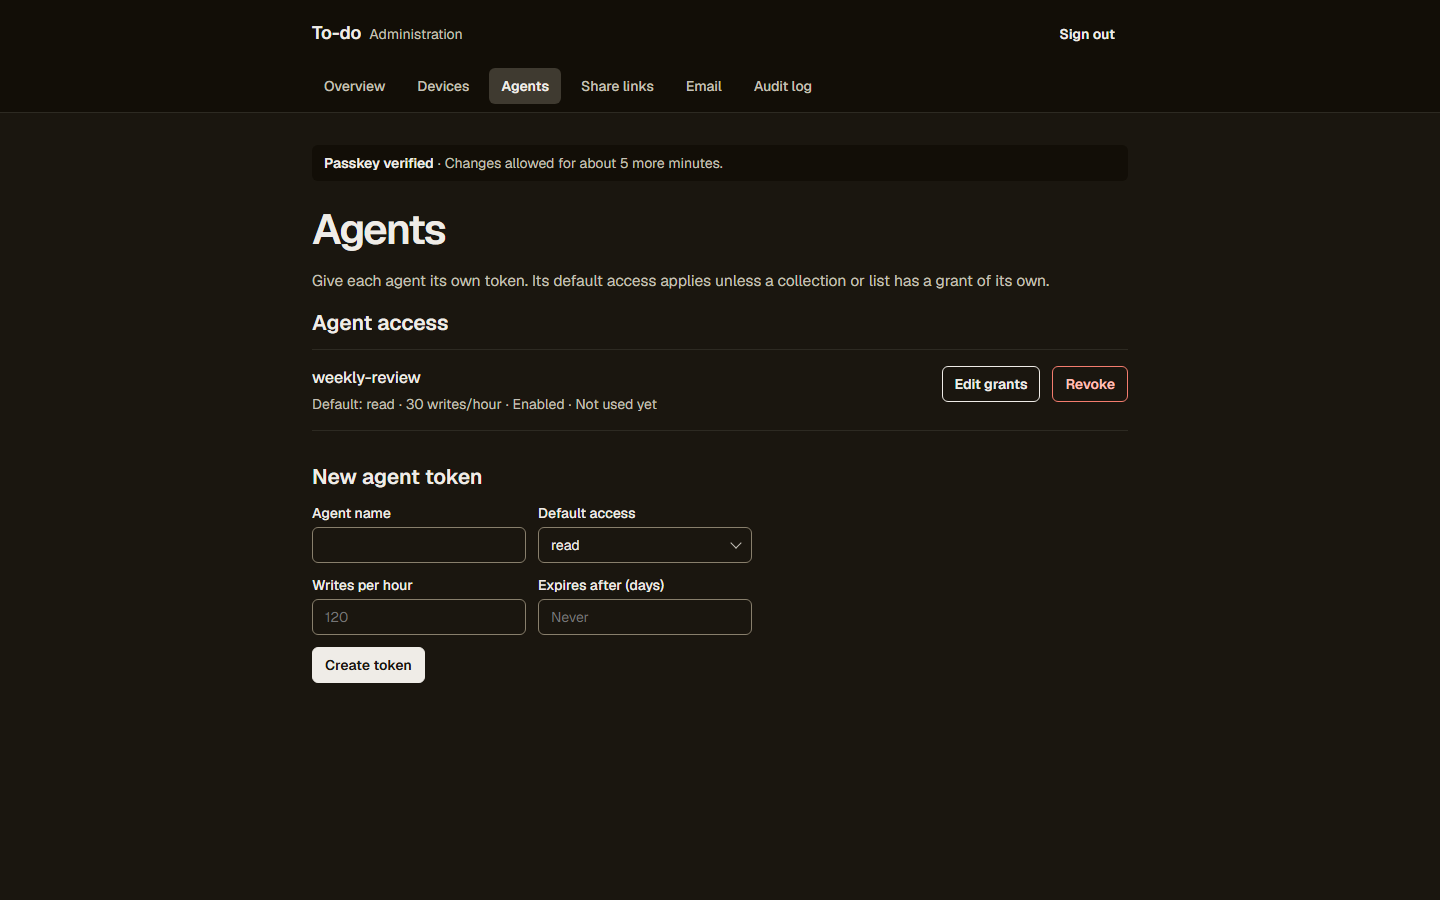 To-do Administration
Sign out
Overview Devices Agents Share links Email Audit log
Passkey verified · Changes allowed for about 5 more minutes.
Agents
Give each agent its own token. Its default access applies unless a collection or list has a grant of its own.
Agent access
weekly-review
Default: read · 30 writes/hour · Enabled · Not used yet
Edit grants Revoke
New agent token
Agent name Default access
read
Writes per hour Expires after (days)
120 Never
Create token